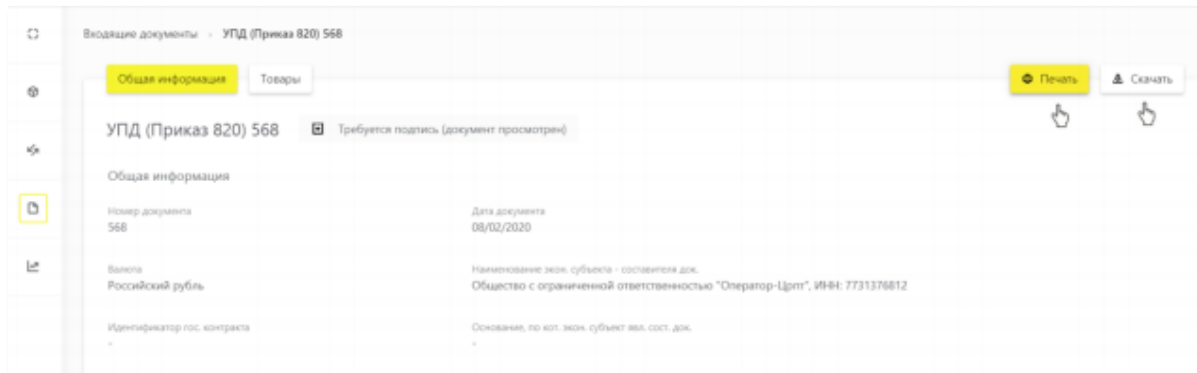 Входящие документы › УПД (Приказ 820) 568
Общая информация Товары Печать Скачать
УПД (Приказ 820) 568 Требуется подпись (документ просмотрен)
Общая информация
Номер документа Дата документа
568 08/02/2020
Валюта Наименование экон. субъекта - составителя док.
Российский рубль Общество с ограниченной ответственностью "Оператор-Црпт", ИНН: 7731376812
Идентификатор гос. контракта Основание, по кот. экон. субъект явл. сост. док.
- -